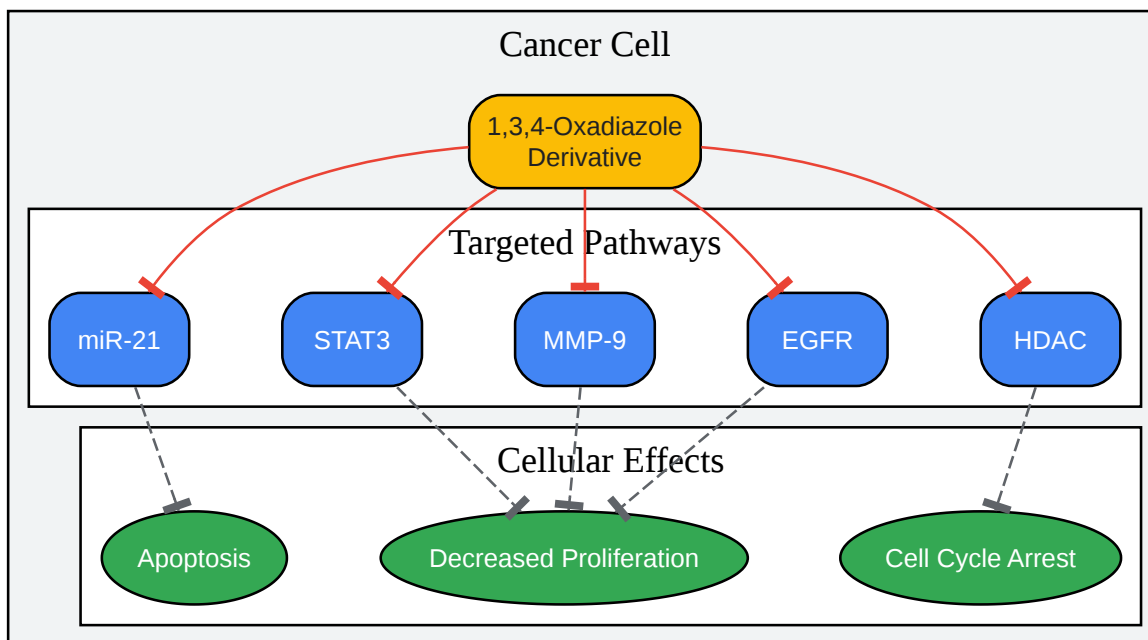 Cancer Cell
1,3,4-Oxadiazole
Derivative
Targeted Pathways
miR-21
STAT3
MMP-9
EGFR
HDAC
Cellular Effects
Apoptosis
Decreased Proliferation
Cell Cycle Arrest